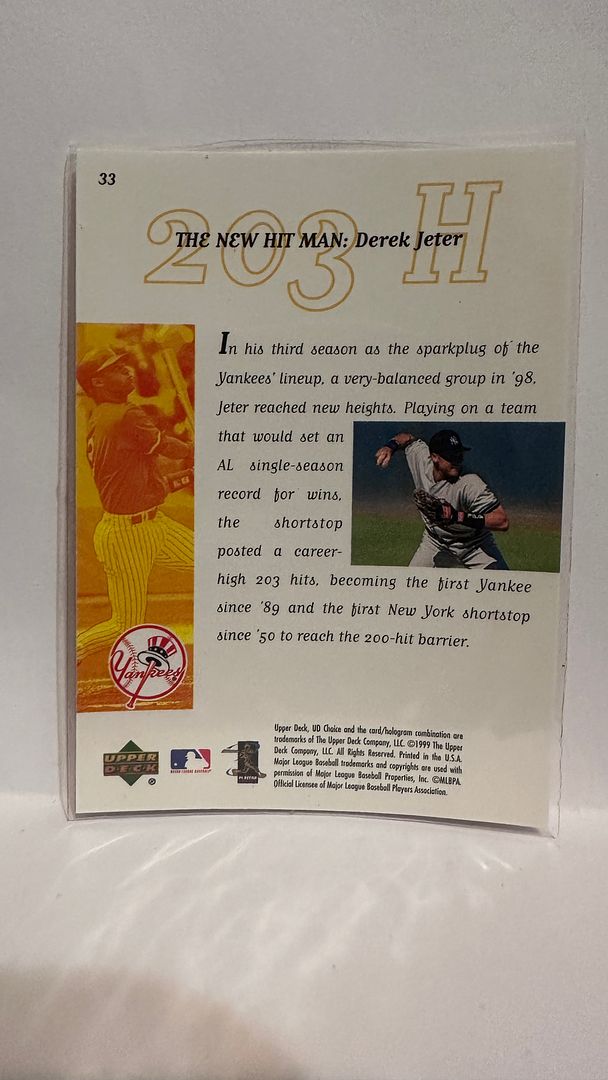 33
203 H
THE NEW HIT MAN: Derek Jeter
In his third season as the sparkplug of the
Yankees' lineup, a very-balanced group in '98,
Jeter reached new heights. Playing on a team
that would set an
AL single-season
record for wins,
the shortstop
posted a career-
high 203 hits, becoming the first Yankee
since '89 and the first New York shortstop
since '50 to reach the 200-hit barrier.
Yankees
Upper Deck, UD Choice and the card/hologram combination are
trademarks of The Upper Deck Company, LLC. ©1999 The Upper
Deck Company, LLC. All Rights Reserved. Printed in the U.S.A.
Major League Baseball trademarks and copyrights are used with
permission of Major League Baseball Properties, Inc. ©MLBPA.
Official Licensee of Major League Baseball Players Association.
UPPER
DECK
MAJOR LEAGUE BASEBALL